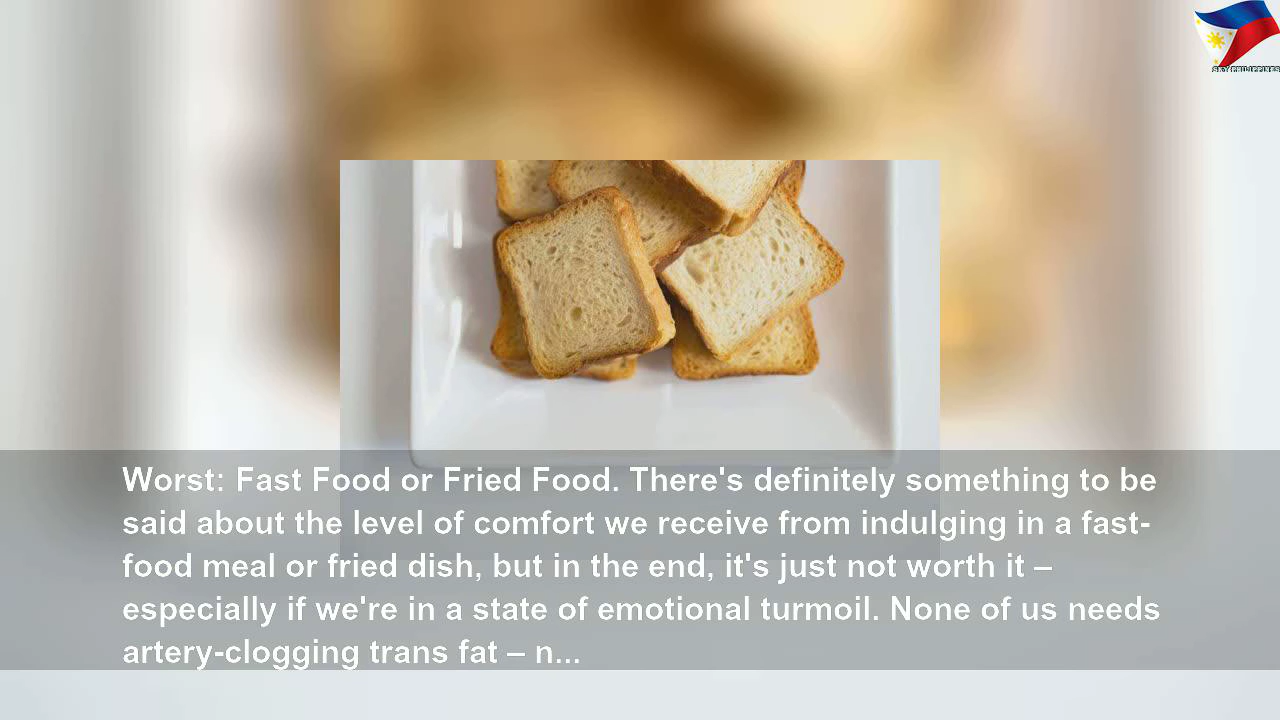 SKY PHILIPPINES
Worst: Fast Food or Fried Food. There's definitely something to be
said about the level of comfort we receive from indulging in a fast-
food meal or fried dish, but in the end, it's just not worth it –
especially if we're in a state of emotional turmoil. None of us needs
artery-clogging trans fat – n...